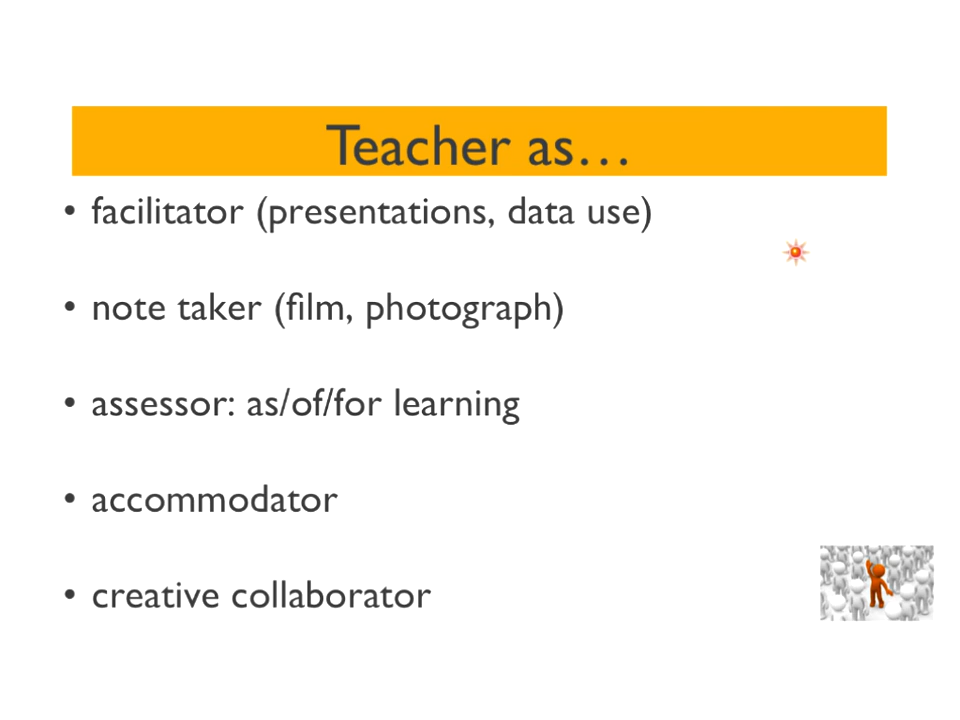 Teacher as…
• facilitator (presentations, data use)
• note taker (film, photograph)
• assessor: as/of/for learning
• accommodator
• creative collaborator